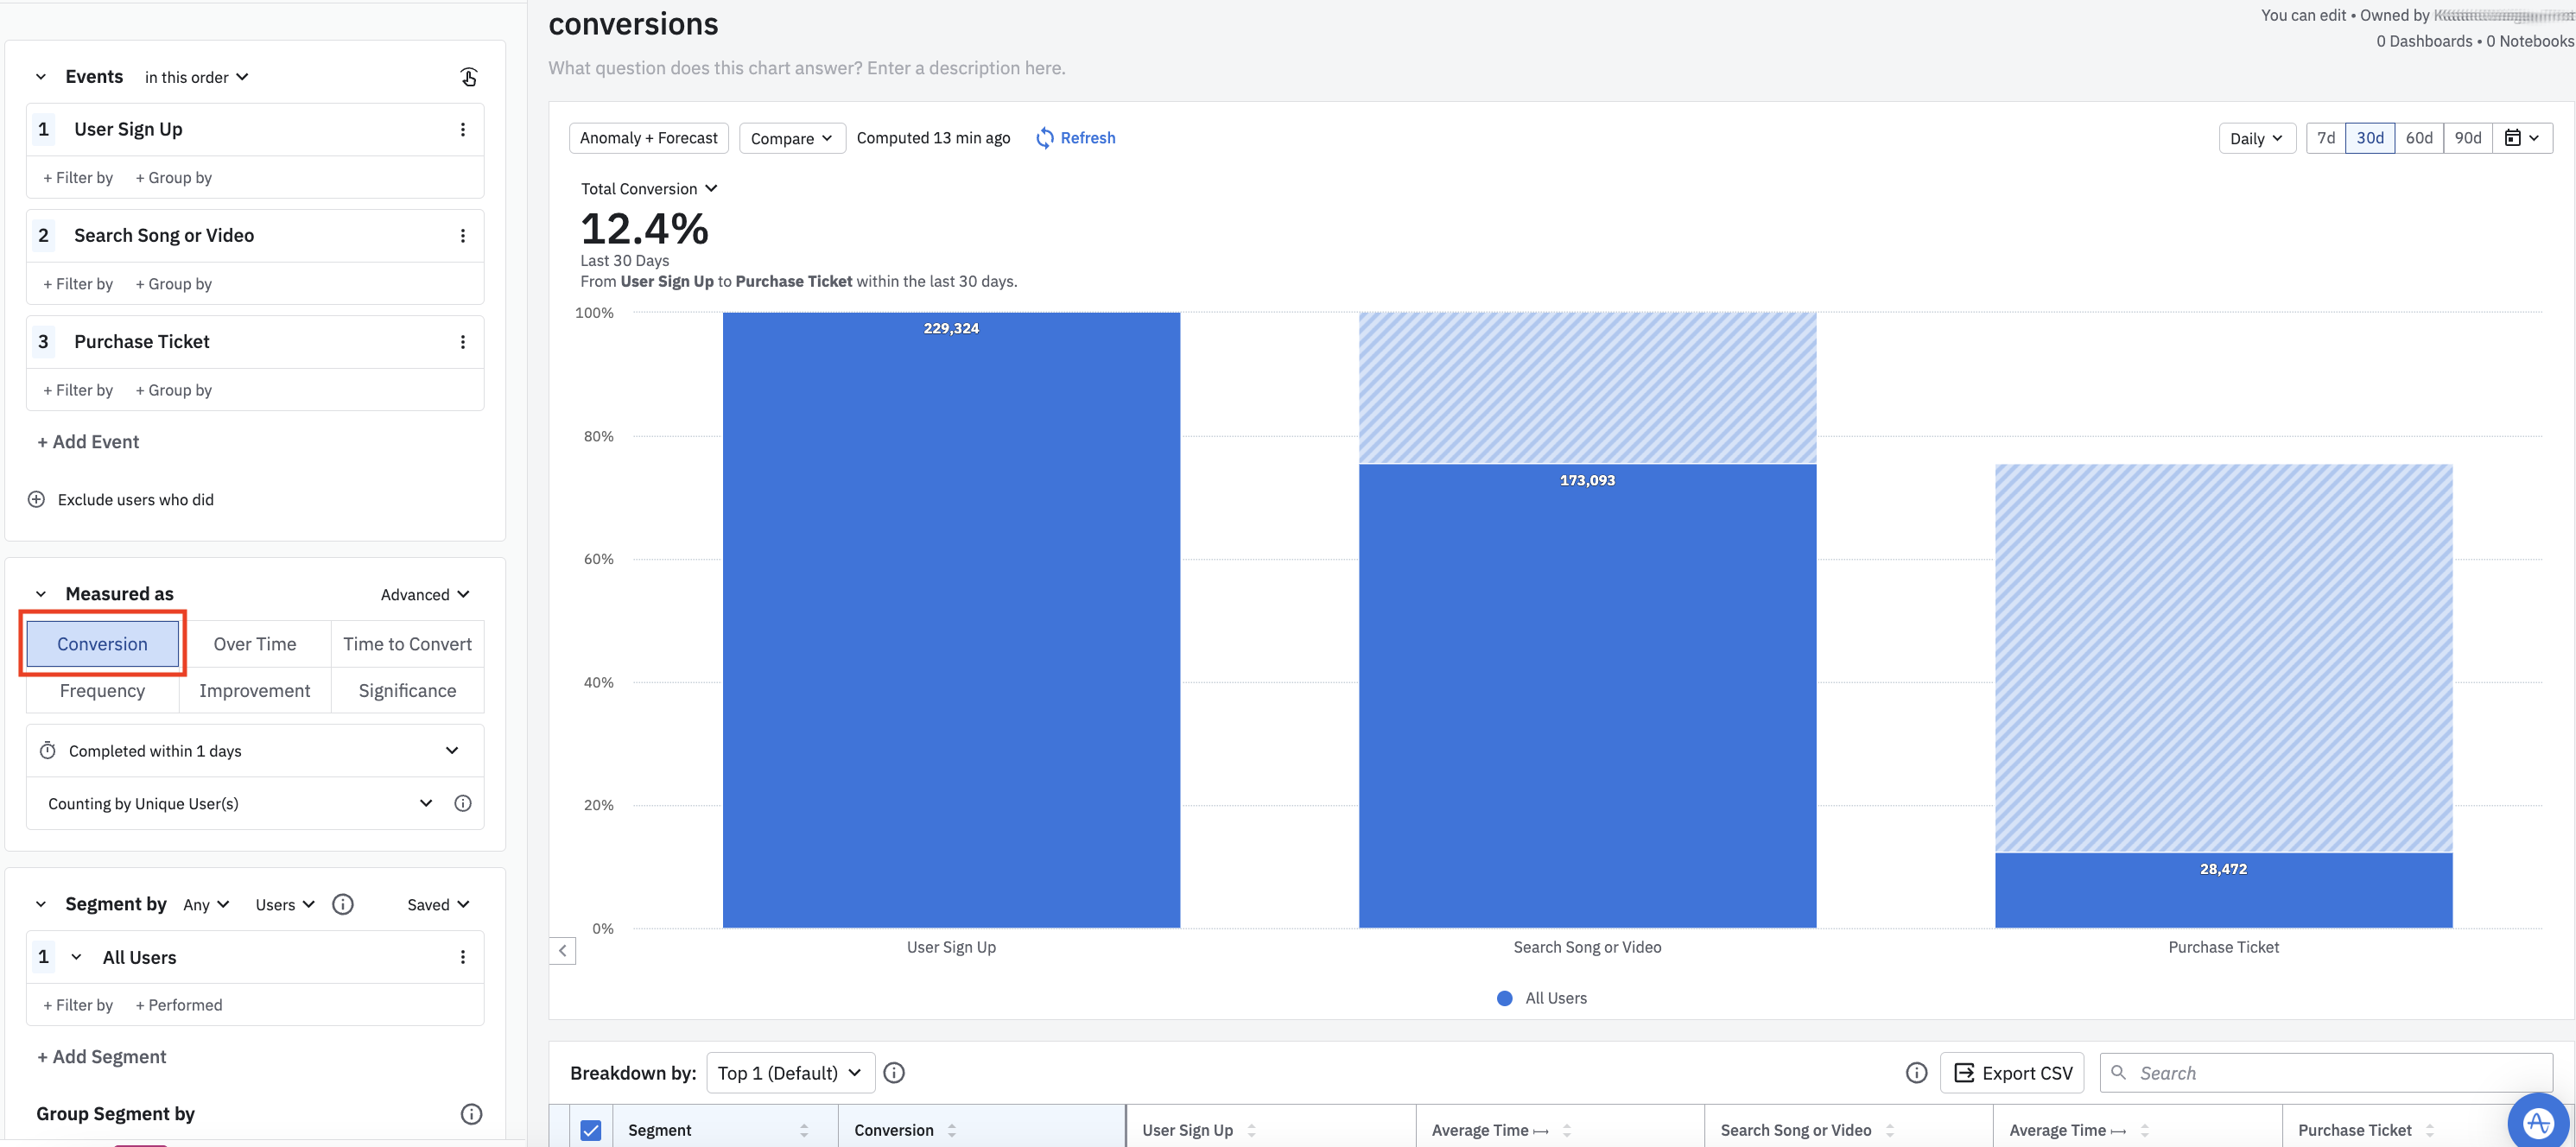 Events in this order
1 User Sign Up
+ Filter by + Group by
2 Search Song or Video
+ Filter by + Group by
3 Purchase Ticket
+ Filter by + Group by
+ Add Event
Exclude users who did
Measured as Advanced
Conversion Over Time Time to Convert
Frequency Improvement Significance
Completed within 1 days
Counting by Unique User(s)
Segment by Any Users Saved
1 All Users
+ Filter by + Performed
+ Add Segment
Group Segment by
conversions
You can edit • Owned by
0 Dashboards • 0 Notebooks
What question does this chart answer? Enter a description here.
Anomaly + Forecast Compare Computed 13 min ago Refresh
Daily 7d 30d 60d 90d
Total Conversion
12.4%
Last 30 Days
From User Sign Up to Purchase Ticket within the last 30 days.
100%
80%
60%
40%
20%
0%
229,324
173,093
28,472
User Sign Up Search Song or Video Purchase Ticket
All Users
Breakdown by: Top 1 (Default) Export CSV Search
Segment Conversion User Sign Up Average Time Search Song or Video Average Time Purchase Ticket